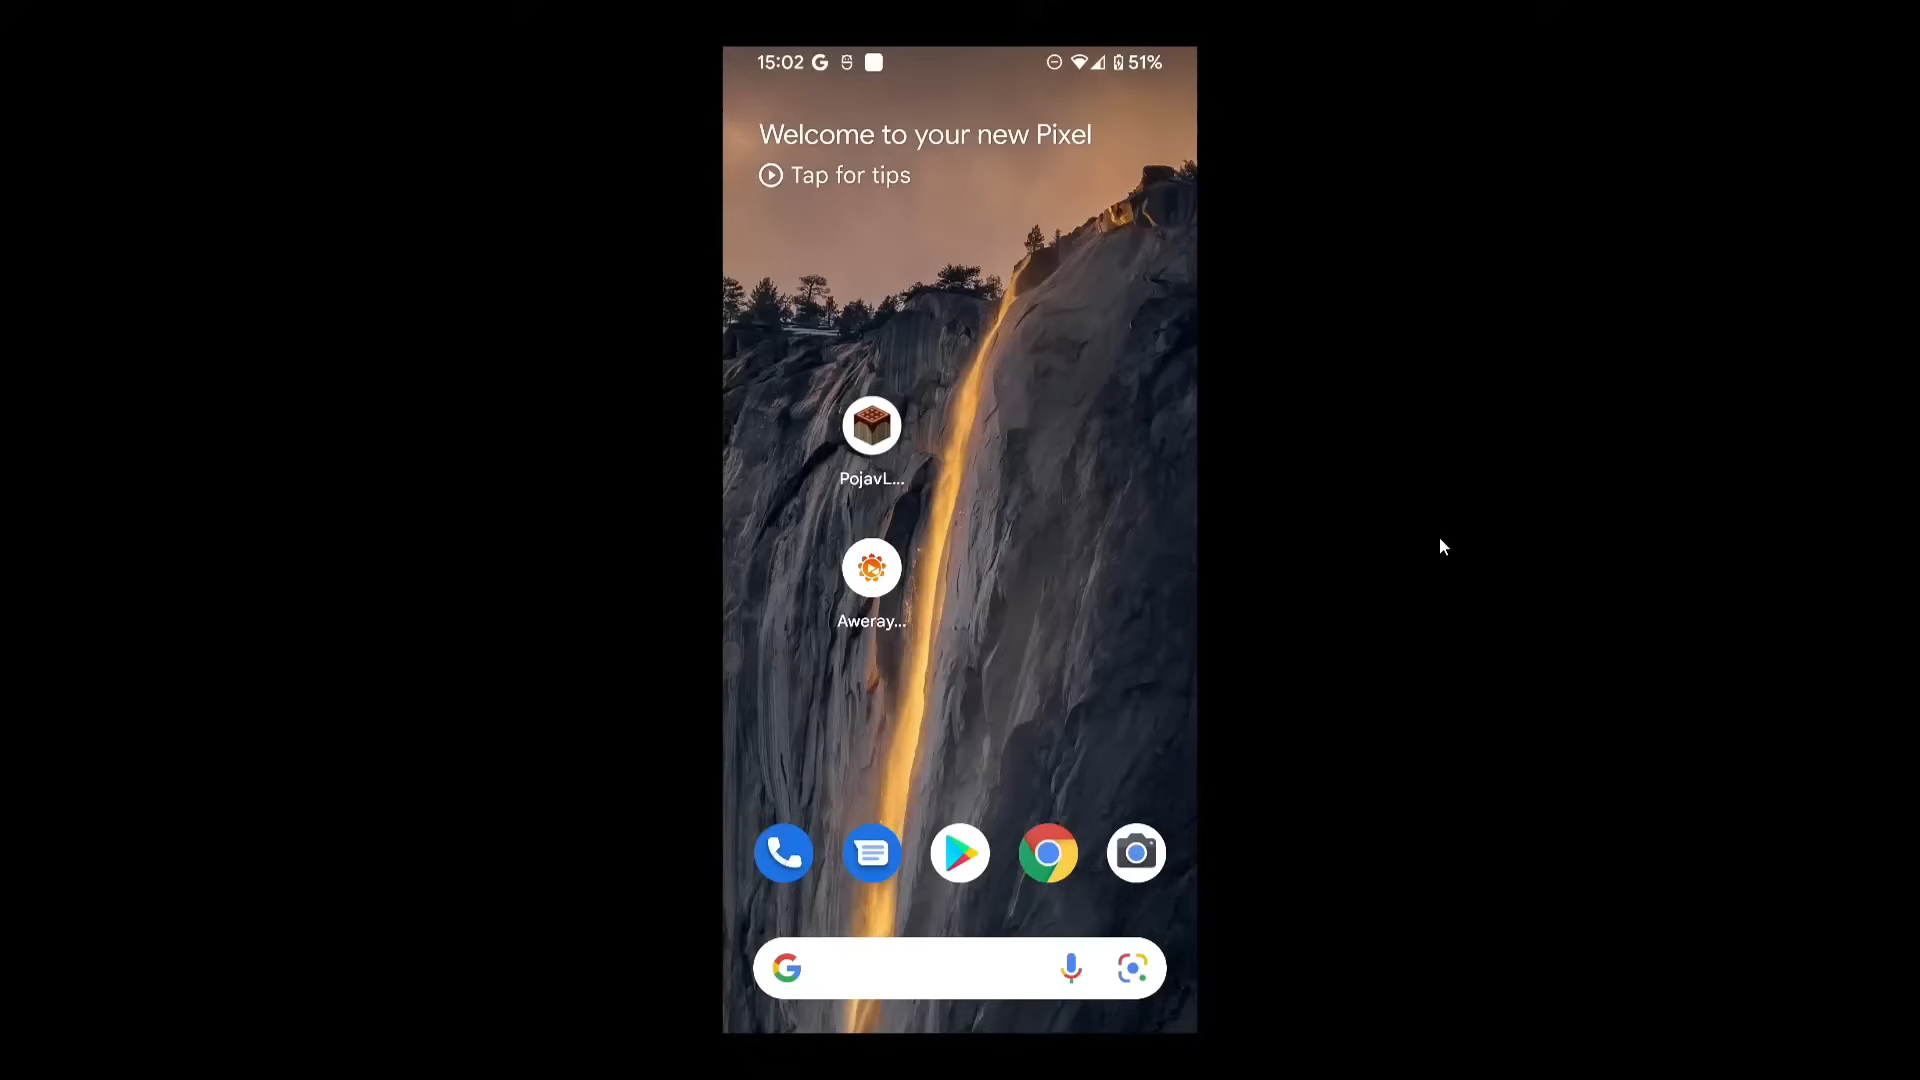 15:02 51%
Welcome to your new Pixel
Tap for tips
PojavL...
Aweray...